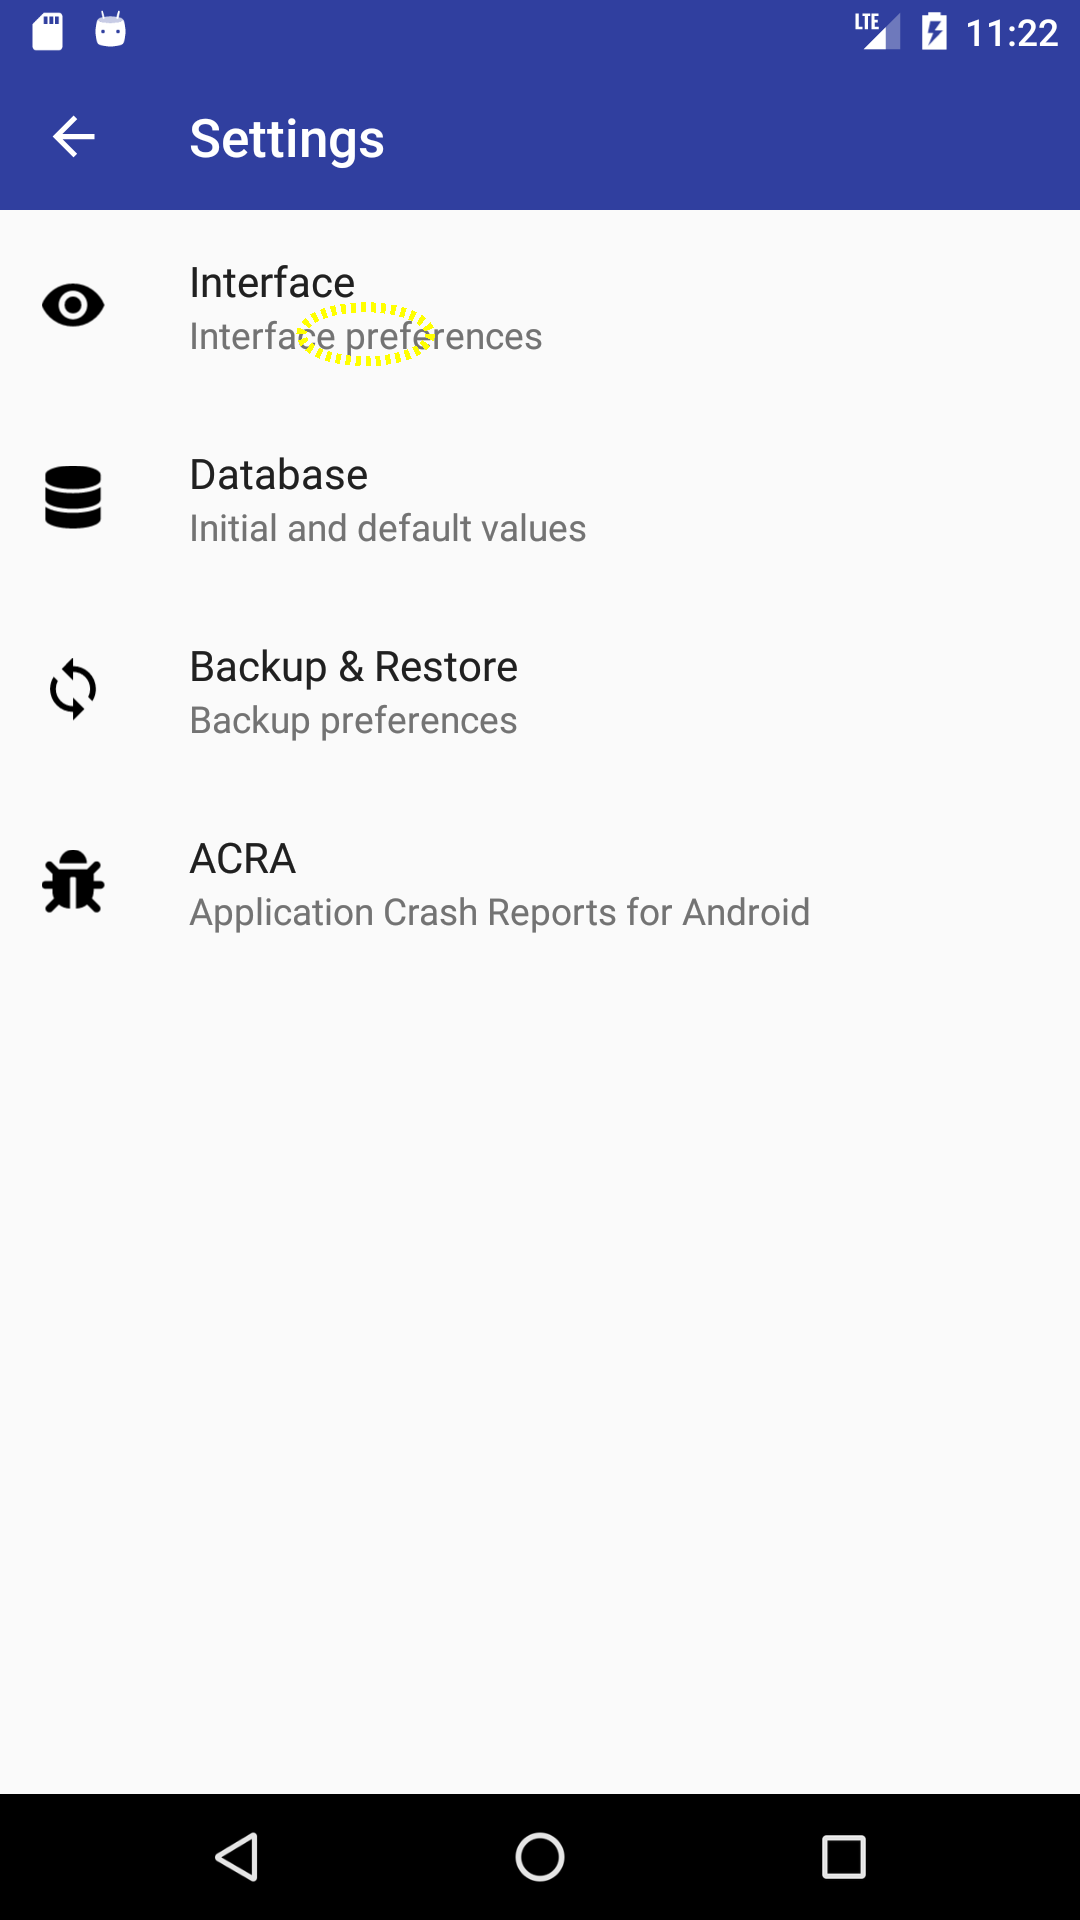 LTE 11:22
Settings
Interface
Interface preferences
Database
Initial and default values
Backup & Restore
Backup preferences
ACRA
Application Crash Reports for Android